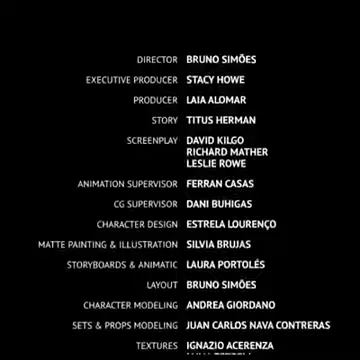 DIRECTOR BRUNO SIMÕES
EXECUTIVE PRODUCER STACY HOWE
PRODUCER LAIA ALOMAR
STORY TITUS HERMAN
SCREENPLAY DAVID KILGO
RICHARD MATHER
LESLIE ROWE
ANIMATION SUPERVISOR FERRAN CASAS
CG SUPERVISOR DANI BUHIGAS
CHARACTER DESIGN ESTRELA LOURENÇO
MATTE PAINTING & ILLUSTRATION SILVIA BRUJAS
STORYBOARDS & ANIMATIC LAURA PORTOLÉS
LAYOUT BRUNO SIMÕES
CHARACTER MODELING ANDREA GIORDANO
SETS & PROPS MODELING JUAN CARLOS NAVA CONTRERAS
TEXTURES IGNAZIO ACERENZA